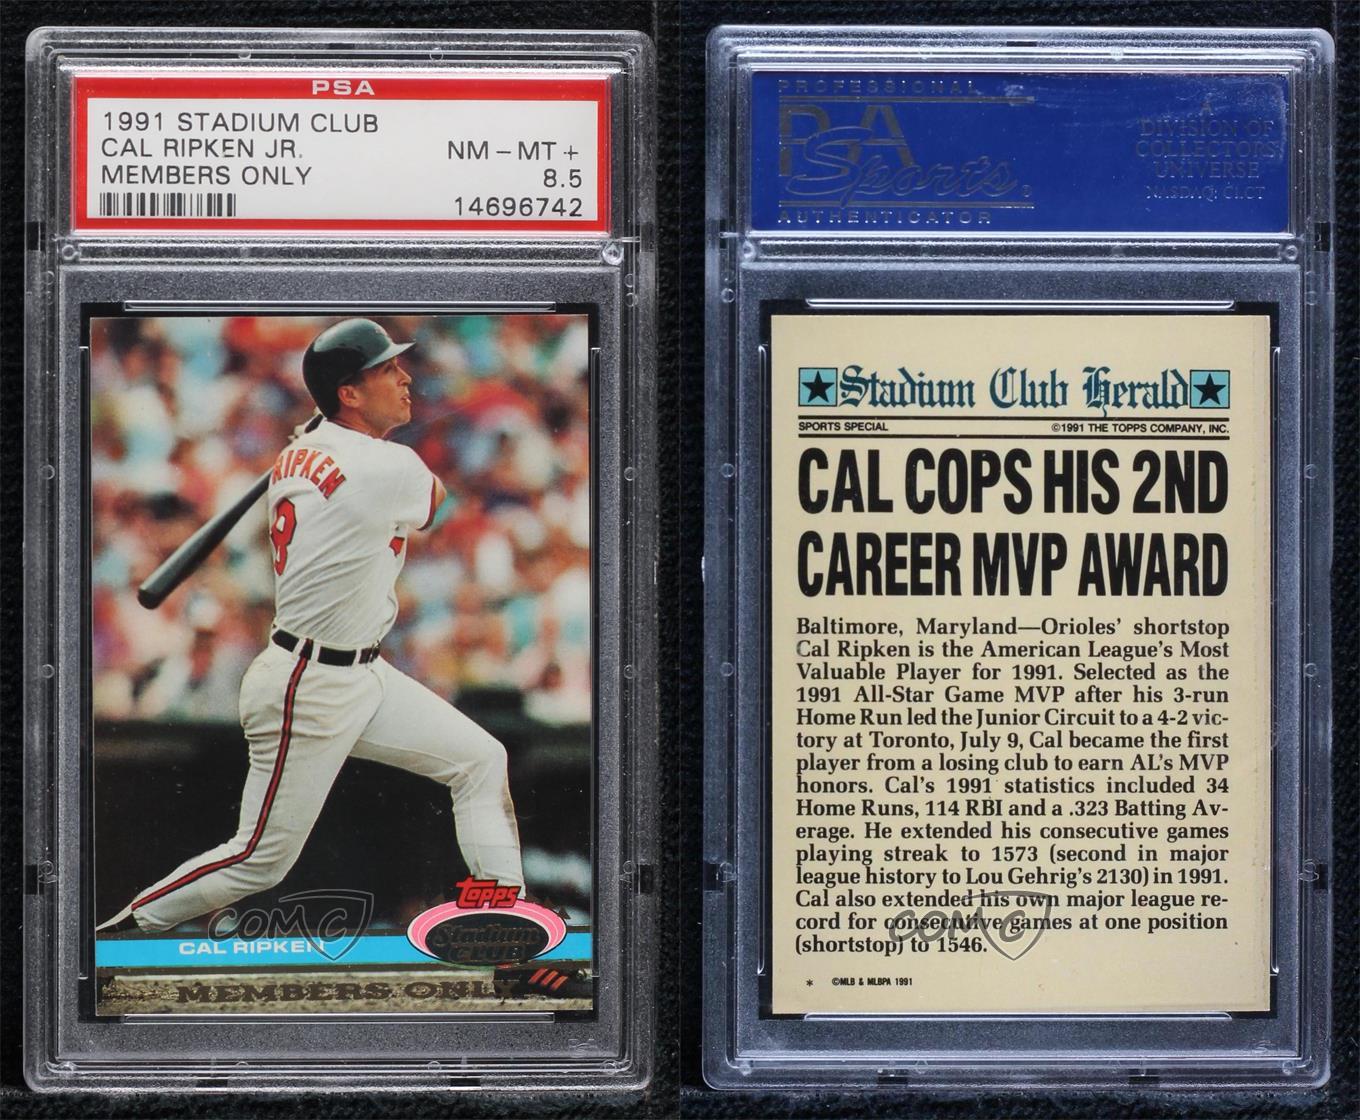 PSA
1991 STADIUM CLUB
CAL RIPKEN JR.
NM - MT +
MEMBERS ONLY
8.5
14696742
RIPKEN
8
topps
Stadium
CLUB
CAL RIPKEN
MEMBERS ONLY
COMC
PROFESSIONAL
PSA
Sports
AUTHENTICATOR
A
DIVISION OF
COLLECTORS
UNIVERSE
NASDAQ: CLCT
Stadium Club Herald
SPORTS SPECIAL
©1991 THE TOPPS COMPANY, INC.
CAL COPS HIS 2ND
CAREER MVP AWARD
Baltimore, Maryland—Orioles' shortstop
Cal Ripken is the American League's Most
Valuable Player for 1991. Selected as the
1991 All-Star Game MVP after his 3-run
Home Run led the Junior Circuit to a 4-2 vic-
tory at Toronto, July 9, Cal became the first
player from a losing club to earn AL's MVP
honors. Cal's 1991 statistics included 34
Home Runs, 114 RBI and a .323 Batting Av-
erage. He extended his consecutive games
playing streak to 1573 (second in major
league history to Lou Gehrig's 2130) in 1991.
Cal also extended his own major league re-
cord for consecutive games at one position
(shortstop) to 1546.
COMC
* ©MLB & MLBPA 1991